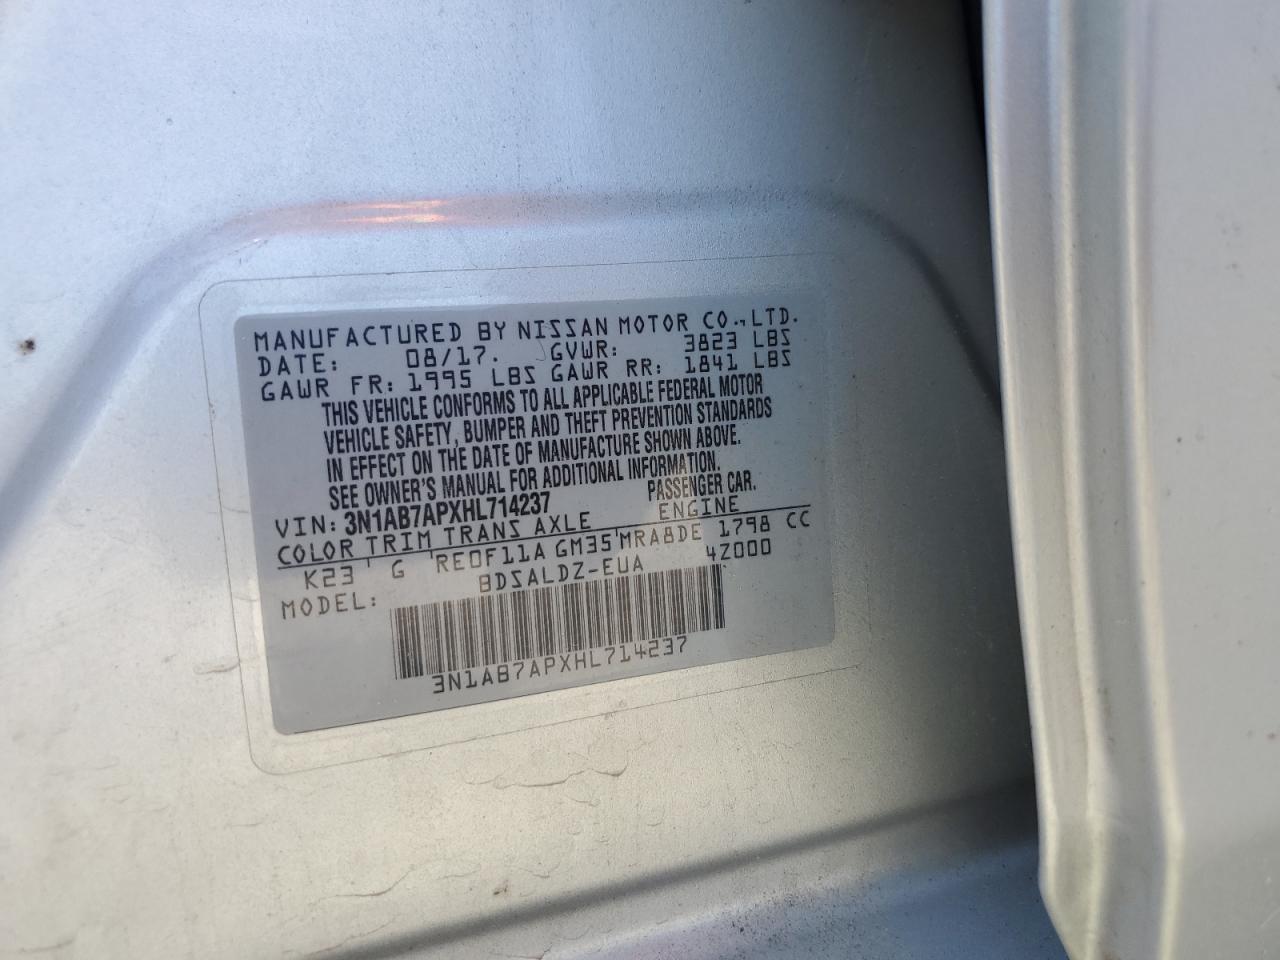 MANUFACTURED BY NISSAN MOTOR CO.,LTD.
DATE: 08/17. GVWR: 3823 LBS
GAWR FR: 1995 LBS GAWR RR: 1841 LBS
THIS VEHICLE CONFORMS TO ALL APPLICABLE FEDERAL MOTOR
VEHICLE SAFETY, BUMPER AND THEFT PREVENTION STANDARDS
IN EFFECT ON THE DATE OF MANUFACTURE SHOWN ABOVE.
SEE OWNER'S MANUAL FOR ADDITIONAL INFORMATION.
VIN: 3N1AB7APXHL714237 PASSENGER CAR.
COLOR TRIM TRANS AXLE ENGINE
K23 G RE0F11A GM35 MRA8DE 1798 CC
MODEL: BDSALDZ-EUA 4Z000
3N1AB7APXHL714237